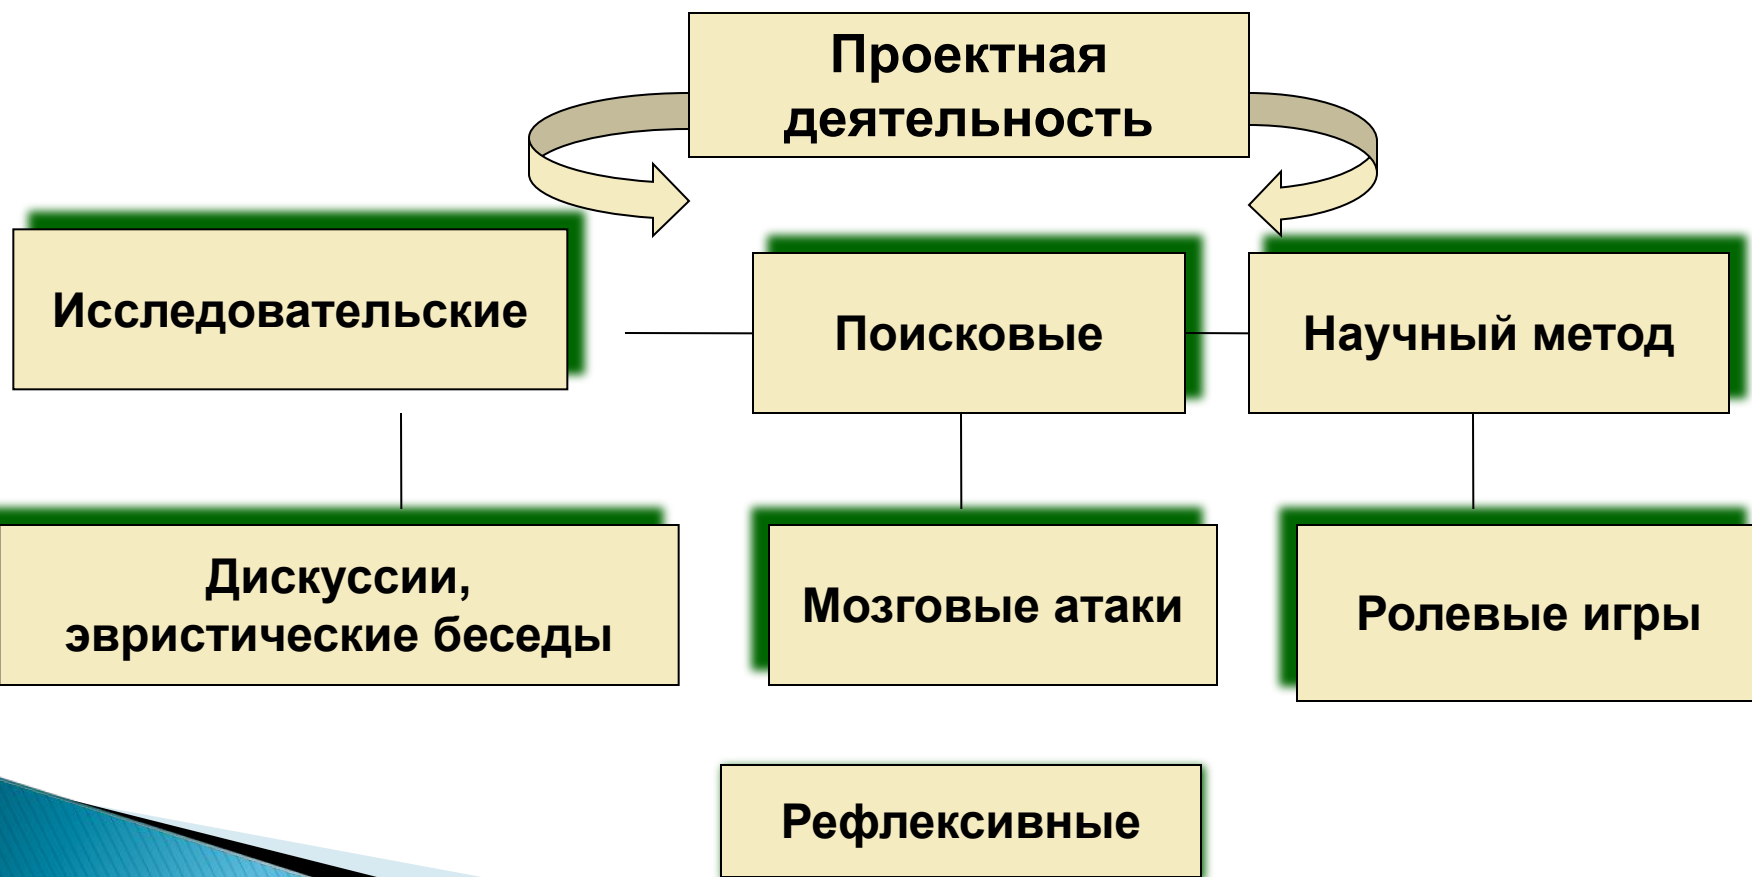 Проектная
деятельность
Исследовательские
Поисковые
Научный метод
Дискуссии,
эвристические беседы
Мозговые атаки
Ролевые игры
Рефлексивные